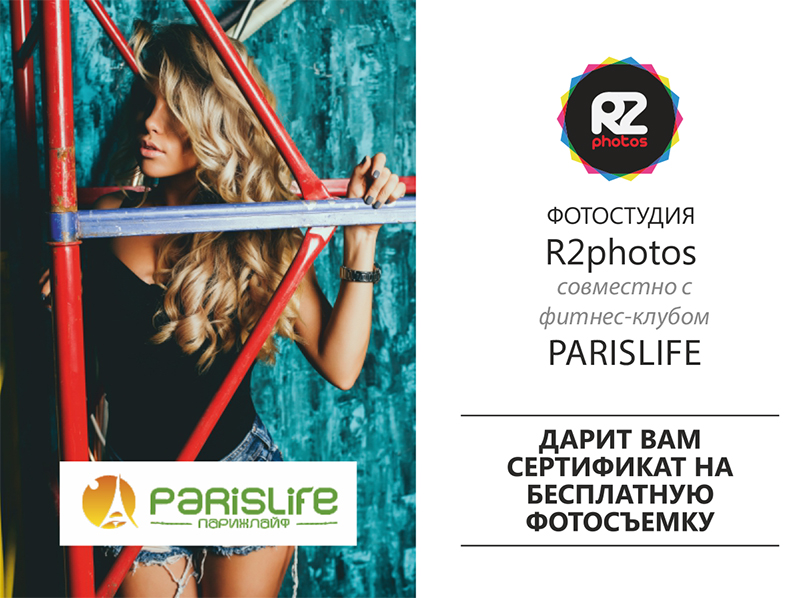 PARISLIFE
ПАРИЖЛАЙФ
R2
photos
ФОТОСТУДИЯ
R2photos
совместно с
фитнес-клубом
PARISLIFE
ДАРИТ ВАМ
СЕРТИФИКАТ НА
БЕСПЛАТНУЮ
ФОТОСЪЕМКУ